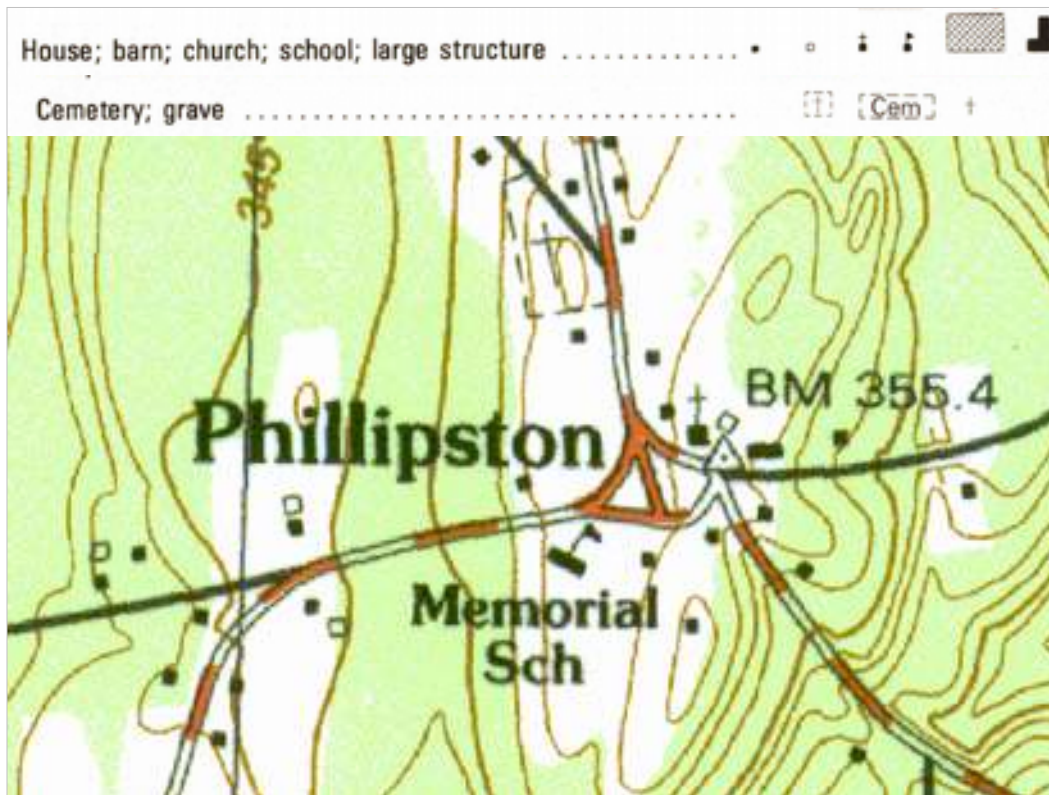 House; barn; church; school; large structure
Cemetery; grave
Cem
Phillipston
BM 355.4
Memorial
Sch